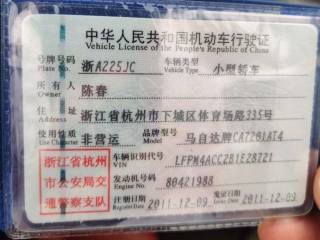 中华人民共和国机动车行驶证
Vehicle License of the People's Republic of China
号牌号码 浙A225JC 车辆类型 小型轿车
Plate No. Vehicle Type
所有人 陈春
Owner
住址 浙江省杭州市下城区体育场路335号
Address
使用性质 非营运 品牌型号 马自达牌CA7201AT4
Use Character Model
浙江省杭州 车辆识别代号 LFPM4ACC2B1E28721
VIN
市公安局交 发动机号码 80421988
Engine No.
通警察支队 注册日期 2011-12-09 发证日期 2011-12-09
Register Date Issue Date